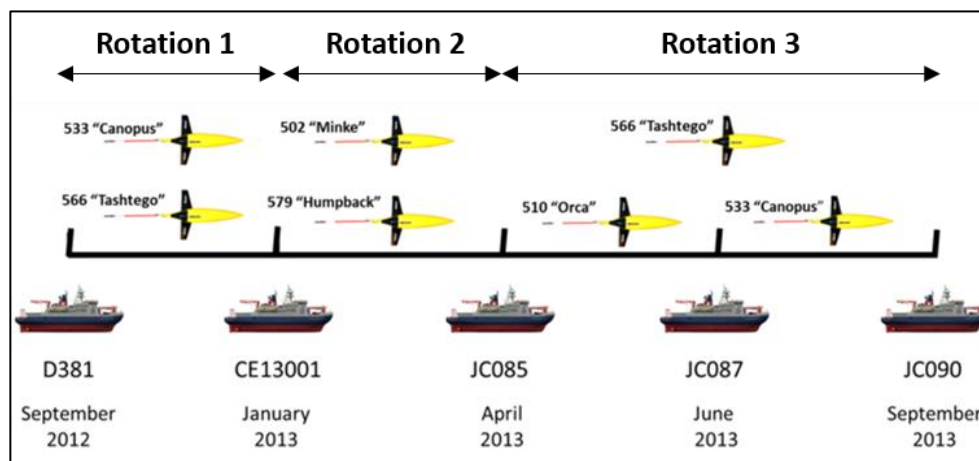 Rotation 1 Rotation 2 Rotation 3
533 “Canopus” 502 “Minke” 566 “Tashtego”
566 “Tashtego” 579 “Humpback” 510 “Orca” 533 “Canopus”
D381 CE13001 JC085 JC087 JC090
September January April June September
2012 2013 2013 2013 2013